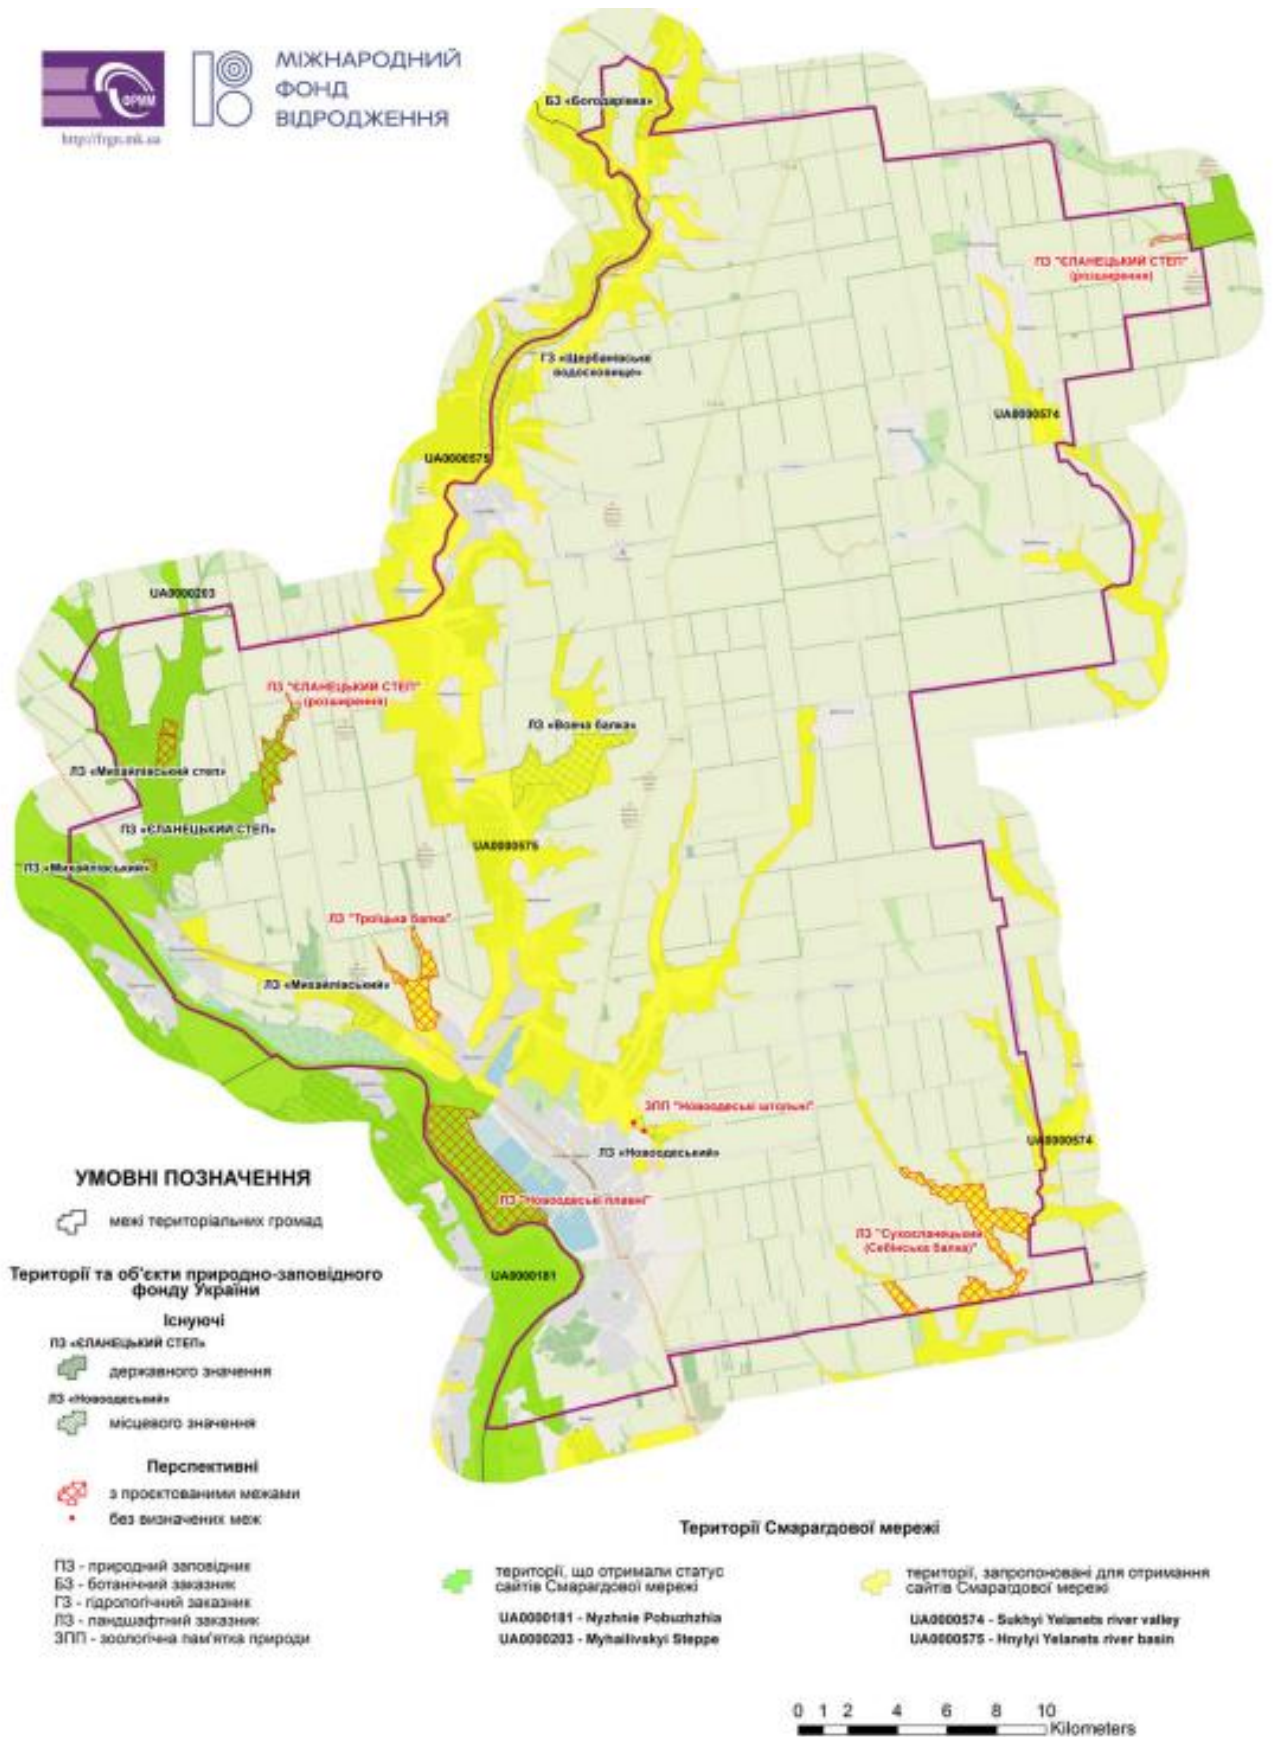 ФРММ
МІЖНАРОДНИЙ
ФОНД
ВІДРОДЖЕННЯ
БЗ «Богодарівка»
ПЗ "ЄЛАНЕЦЬКИЙ СТЕП"
(розширення)
ГЗ «Щербанівське
водосховище»
UA0000574
UA0000575
UA0000203
ПЗ "ЄЛАНЕЦЬКИЙ СТЕП"
(розширення)
ЛЗ «Вовча балка»
ЛЗ «Михайлівський степ»
ПЗ «ЄЛАНЕЦЬКИЙ СТЕП»
UA0000575
ЛЗ «Михайлівський»
ЛЗ "Троїцька балка"
ЛЗ «Михайлівський»
ЗПП "Новоодеські штольні"
ЛЗ «Новоодеський»
UA0000574
ПЗ "Новоодеські плавні"
ЛЗ "Сухоєланецький
(Себінська балка)"
UA0000181
УМОВНІ ПОЗНАЧЕННЯ
межі територіальних громад
Території та об'єкти природно-заповідного
фонду України
Існуючі
ПЗ «ЄЛАНЕЦЬКИЙ СТЕП»
державного значення
ЛЗ «Новоодеський»
місцевого значення
Перспективні
з проєктованими межами
без визначених меж
ПЗ - природний заповідник
БЗ - ботанічний заказник
ГЗ - гідрологічний заказник
ЛЗ - ландшафтний заказник
ЗПП - зоологічна пам'ятка природи
Території Смарагдової мережі
території, що отримали статус
сайтів Смарагдової мережі
UA0000181 - Nyzhnie Pobuzhzhia
UA0000203 - Myhailivskyi Steppe
території, запропоновані для отримання
сайтів Смарагдової мережі
UA0000574 - Sukhyi Yelanets river valley
UA0000575 - Hnylyi Yelanets river basin
0 1 2 4 6 8 10
Kilometers